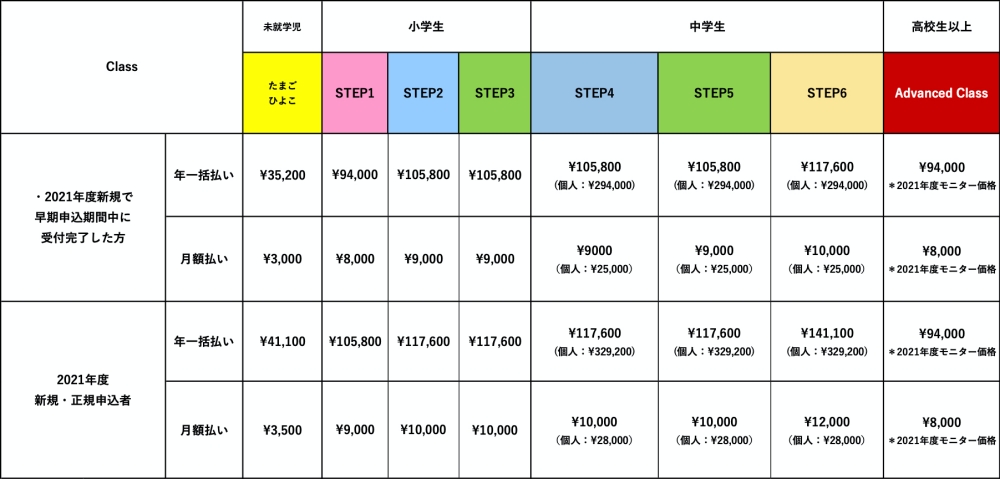 Class
未就学児
小学生
中学生
高校生以上
たまご
ひよこ
STEP1
STEP2
STEP3
STEP4
STEP5
STEP6
Advanced Class
・2021年度新規で
早期申込期間中に
受付完了した方
年一括払い
¥35,200
¥94,000
¥105,800
¥105,800
¥105,800
(個人：¥294,000)
¥105,800
(個人：¥294,000)
¥117,600
(個人：¥294,000)
¥94,000
＊2021年度モニター価格
月額払い
¥3,000
¥8,000
¥9,000
¥9,000
¥9000
(個人：¥25,000)
¥9,000
(個人：¥25,000)
¥10,000
(個人：¥25,000)
¥8,000
＊2021年度モニター価格
2021年度
新規・正規申込者
年一括払い
¥41,100
¥105,800
¥117,600
¥117,600
¥117,600
(個人：¥329,200)
¥117,600
(個人：¥329,200)
¥141,100
(個人：¥329,200)
¥94,000
＊2021年度モニター価格
月額払い
¥3,500
¥9,000
¥10,000
¥10,000
¥10,000
(個人：¥28,000)
¥10,000
(個人：¥28,000)
¥12,000
(個人：¥28,000)
¥8,000
＊2021年度モニター価格